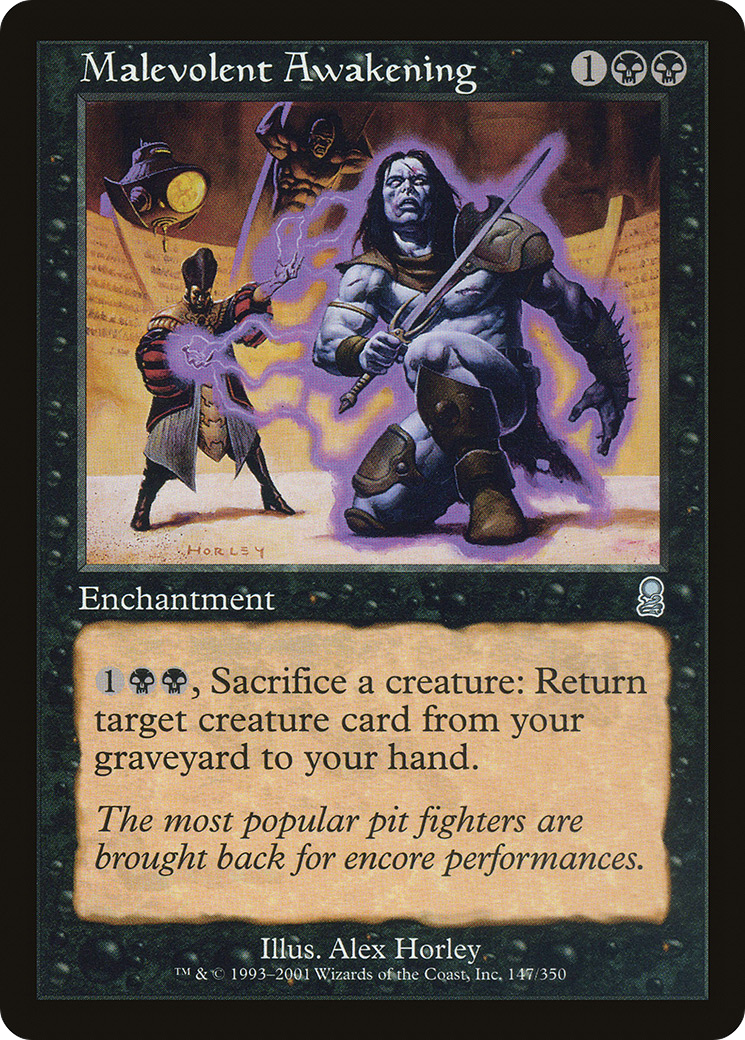 Malevolent Awakening 1
HORLEY
Enchantment
1, Sacrifice a creature: Return
target creature card from your
graveyard to your hand.
The most popular pit fighters are
brought back for encore performances.
Illus. Alex Horley
™ & © 1993–2001 Wizards of the Coast, Inc. 147/350